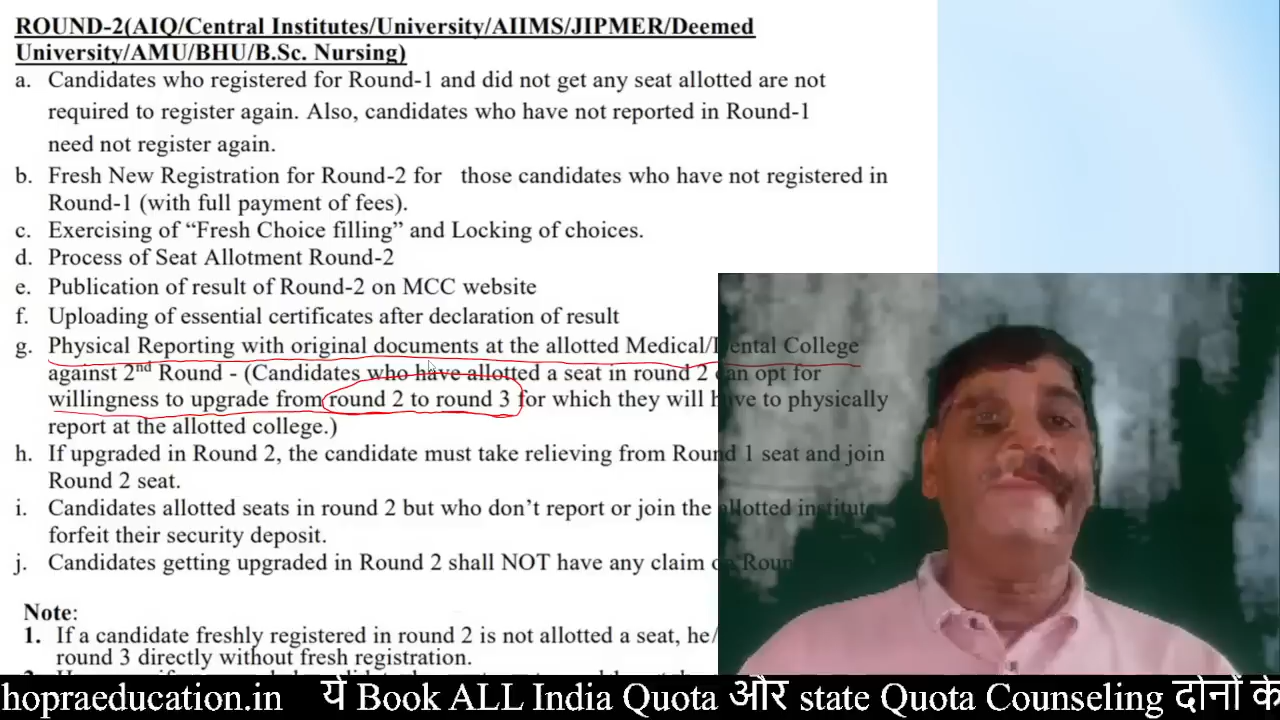 ROUND-2(AIQ/Central Institutes/University/AIIMS/JIPMER/Deemed
University/AMU/BHU/B.Sc. Nursing)
a. Candidates who registered for Round-1 and did not get any seat allotted are not
required to register again. Also, candidates who have not reported in Round-1
need not register again.
b. Fresh New Registration for Round-2 for those candidates who have not registered in
Round-1 (with full payment of fees).
c. Exercising of “Fresh Choice filling” and Locking of choices.
d. Process of Seat Allotment Round-2
e. Publication of result of Round-2 on MCC website
f. Uploading of essential certificates after declaration of result
g. Physical Reporting with original documents at the allotted Medical/Dental College
against 2nd Round - (Candidates who have allotted a seat in round 2 can opt for
willingness to upgrade from round 2 to round 3 for which they will have to physically
report at the allotted college.)
h. If upgraded in Round 2, the candidate must take relieving from Round 1 seat and join
Round 2 seat.
i. Candidates allotted seats in round 2 but who don’t report or join the allotted institute
forfeit their security deposit.
j. Candidates getting upgraded in Round 2 shall NOT have any claim on Roun
Note:
1. If a candidate freshly registered in round 2 is not allotted a seat, he/
round 3 directly without fresh registration.
hopraeducation.in ये Book ALL India Quota और state Quota Counseling दोनों के